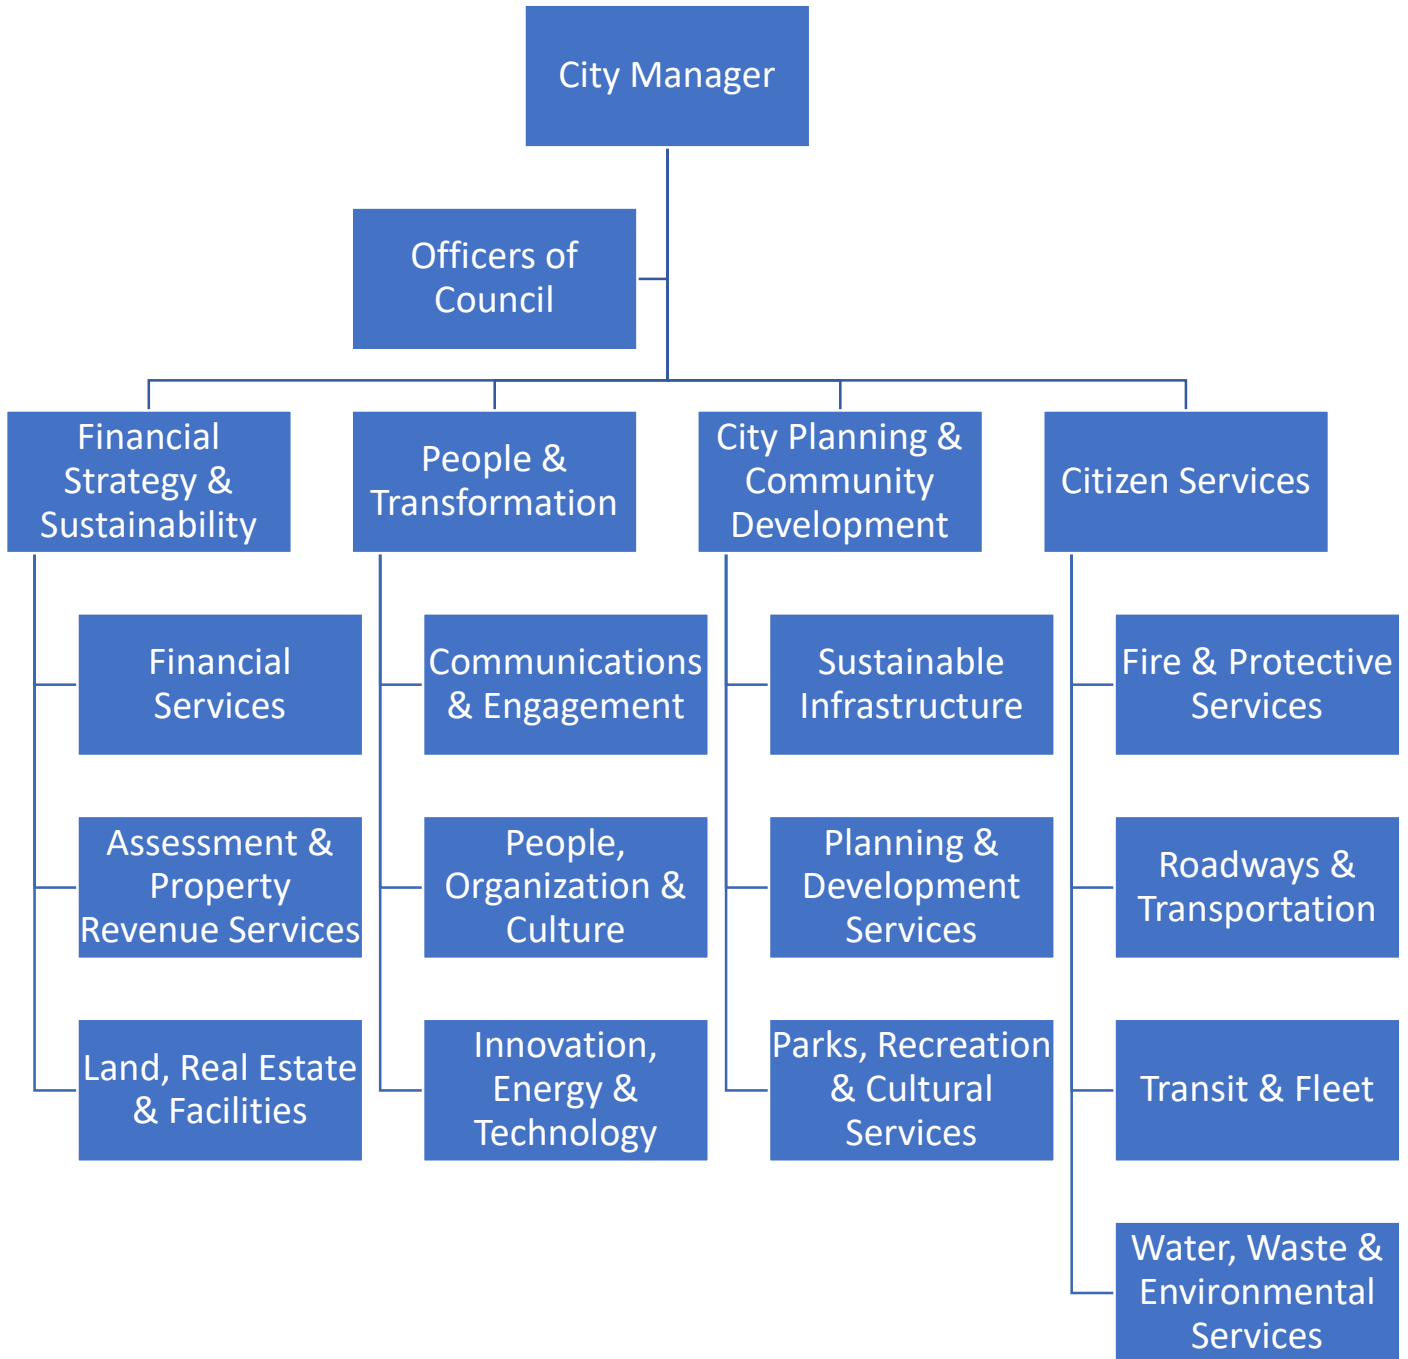 City Manager
Officers of
Council
Financial
Strategy &
Sustainability
People &
Transformation
City Planning &
Community
Development
Citizen Services
Financial
Services
Communications
& Engagement
Sustainable
Infrastructure
Fire & Protective
Services
Assessment &
Property
Revenue Services
People,
Organization &
Culture
Planning &
Development
Services
Roadways &
Transportation
Land, Real Estate
& Facilities
Innovation,
Energy &
Technology
Parks, Recreation
& Cultural
Services
Transit & Fleet
Water, Waste &
Environmental
Services